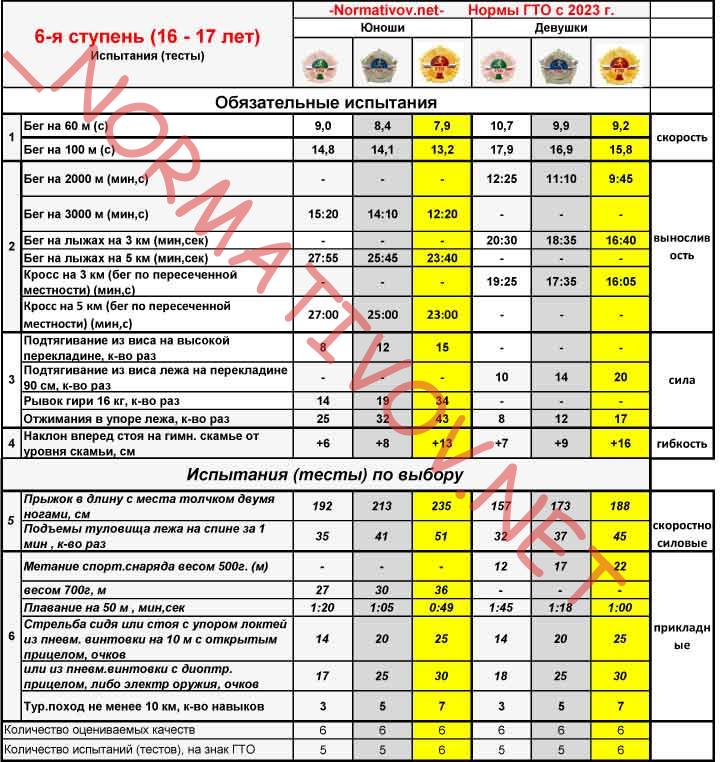 -Normativov.net- Нормы ГТО с 2023 г.
6-я ступень (16 - 17 лет)
Испытания (тесты)
Юноши Девушки
Обязательные испытания
1 Бег на 60 м (с) 9,0 8,4 7,9 10,7 9,9 9,2 скорость
Бег на 100 м (с) 14,8 14,1 13,2 17,9 16,9 15,8
2 Бег на 2000 м (мин,с) - - - 12:25 11:10 9:45 выносливость
Бег на 3000 м (мин,с) 15:20 14:10 12:20 - - -
Бег на лыжах на 3 км (мин,сек) - - - 20:30 18:35 16:40
Бег на лыжах на 5 км (мин,сек) 27:55 25:45 23:40 - - -
Кросс на 3 км (бег по пересеченной
местности) (мин,с) - - - 19:25 17:35 16:05
Кросс на 5 км (бег по пересеченной
местности) (мин,с) 27:00 25:00 23:00 - - -
3 Подтягивание из виса на высокой
перекладине, к-во раз 8 12 15 - - - сила
Подтягивание из виса лежа на перекладине
90 см, к-во раз - - - 10 14 20
Рывок гири 16 кг, к-во раз 14 19 34 - - -
Отжимания в упоре лежа, к-во раз 25 32 43 8 12 17
4 Наклон вперед стоя на гимн. скамье от
уровня скамьи, см +6 +8 +13 +7 +9 +16 гибкость
Испытания (тесты) по выбору
5 Прыжок в длину с места толчком двумя
ногами, см 192 213 235 157 173 188 скоростно
силовые
Подъемы туловища лежа на спине за 1
мин , к-во раз 35 41 51 32 37 45
6 Метание спорт.снаряда весом 500г. (м) - - - 12 17 22 прикладные
весом 700г, м 27 30 36 - - -
Плавание на 50 м , мин,сек 1:20 1:05 0:49 1:45 1:18 1:00
Стрельба сидя или стоя с упором локтей
из пневм. винтовки на 10 м с открытым
прицелом, очков 14 20 25 14 20 25
или из пневм.винтовки с диоптр.
прицелом, либо электр оружия, очков 17 25 30 18 25 30
Тур.поход не менее 10 км, к-во навыков 3 5 7 3 5 7
Количество оцениваемых качеств 6 6 6 6 6 6
Количество испытаний (тестов), на знак ГТО 5 5 6 5 5 6
_NORMATIVOV.NET